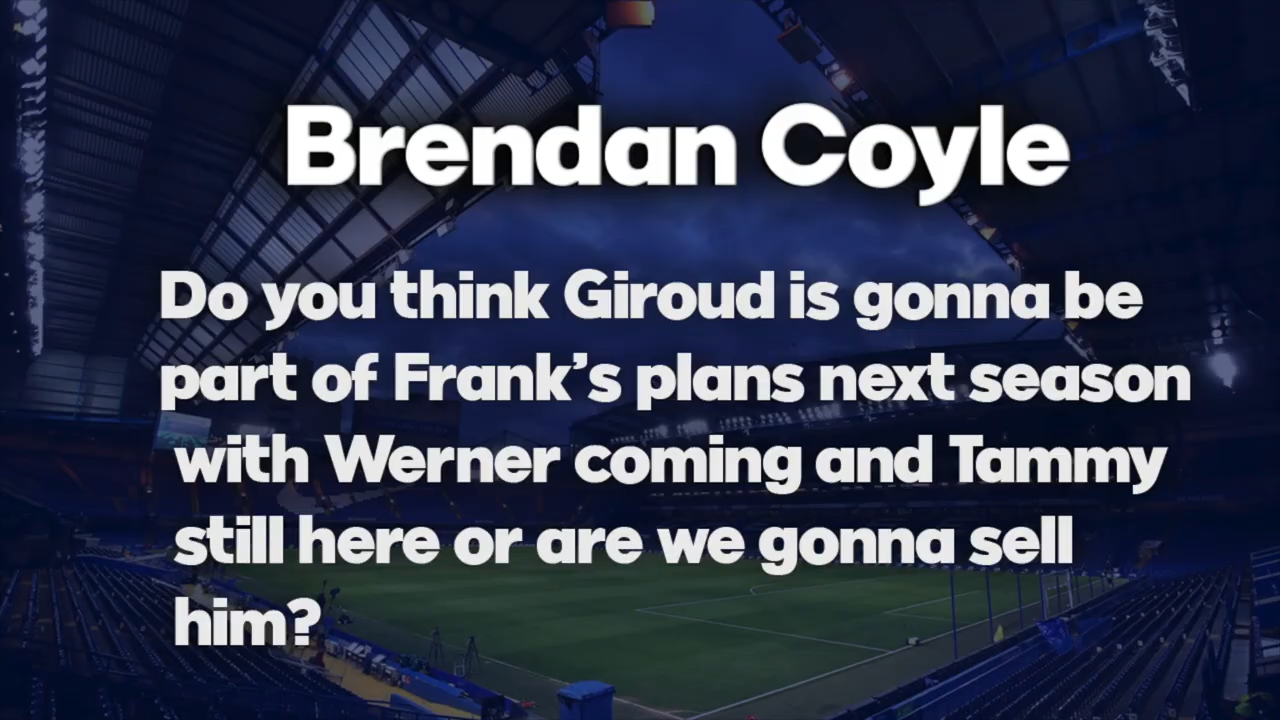 Brendan Coyle
Do you think Giroud is gonna be
part of Frank’s plans next season
with Werner coming and Tammy
still here or are we gonna sell
him?